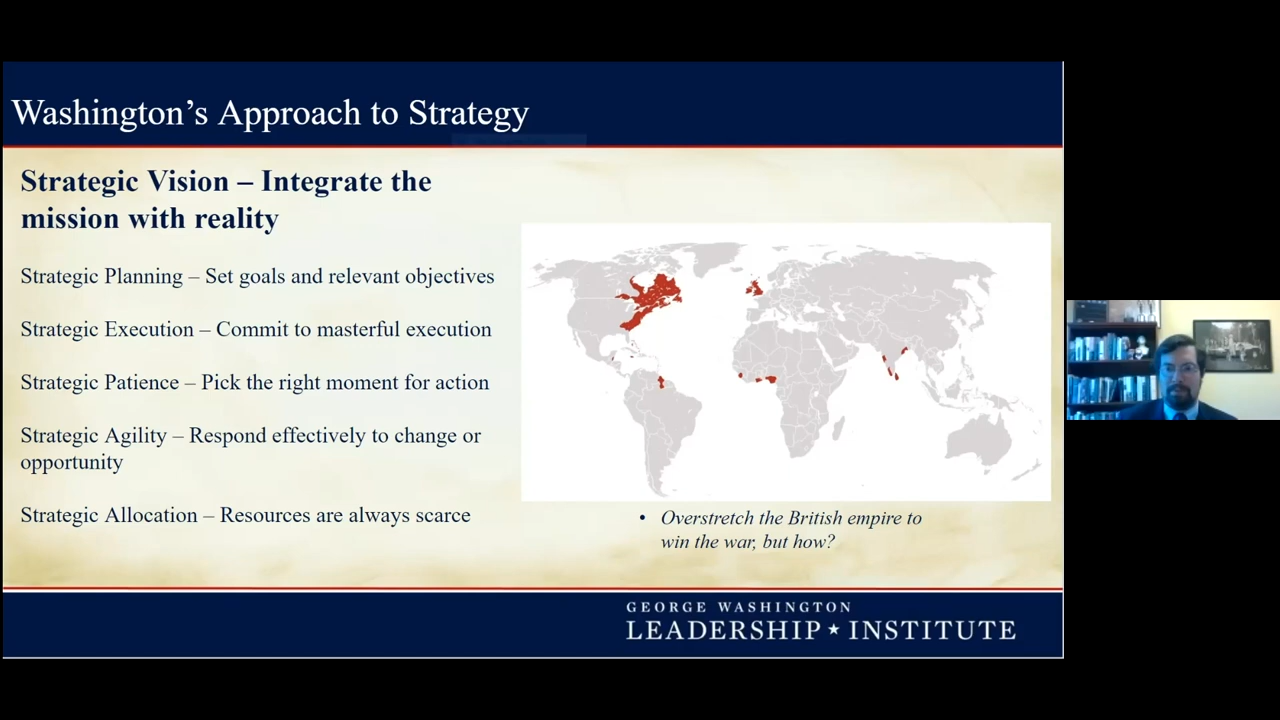 Washington’s Approach to Strategy
Strategic Vision – Integrate the
mission with reality
Strategic Planning – Set goals and relevant objectives
Strategic Execution – Commit to masterful execution
Strategic Patience – Pick the right moment for action
Strategic Agility – Respond effectively to change or
opportunity
Strategic Allocation – Resources are always scarce
• Overstretch the British empire to
win the war, but how?
GEORGE WASHINGTON
LEADERSHIP ★ INSTITUTE